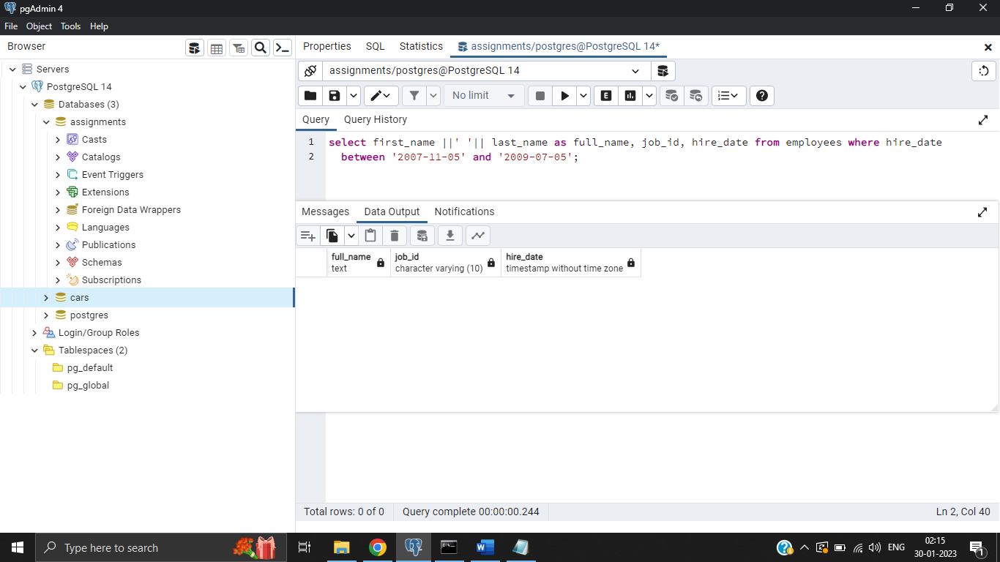 pgAdmin 4
File Object Tools Help
Browser
Properties SQL Statistics assignments/postgres@PostgreSQL 14*
Servers
PostgreSQL 14
Databases (3)
assignments
Casts
Catalogs
Event Triggers
Extensions
Foreign Data Wrappers
Languages
Publications
Schemas
Subscriptions
cars
postgres
Login/Group Roles
Tablespaces (2)
pg_default
pg_global
assignments/postgres@PostgreSQL 14
No limit
E
Query Query History
1 select first_name ||' '|| last_name as full_name, job_id, hire_date from employees where hire_date
2 between '2007-11-05' and '2009-07-05';
Messages Data Output Notifications
full_name job_id hire_date
text character varying (10) timestamp without time zone
Total rows: 0 of 0 Query complete 00:00:00.244 Ln 2, Col 40
Type here to search
ENG
02:15
30-01-2023
1